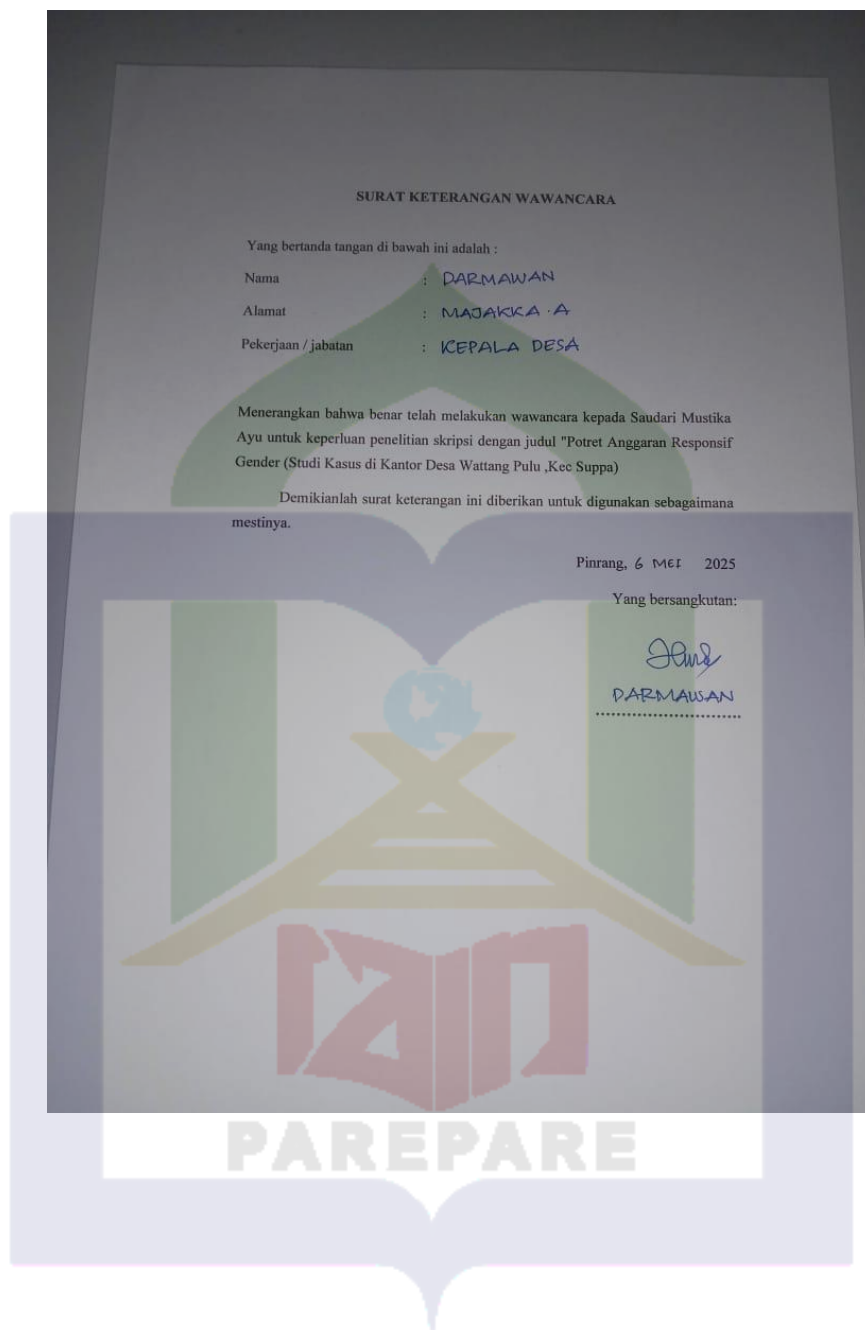 SURAT KETERANGAN WAWANCARA
Yang bertanda tangan di bawah ini adalah :
Nama : DARMAWAN
Alamat : MAJAKKA .A
Pekerjaan / jabatan : KEPALA DESA
Menerangkan bahwa benar telah melakukan wawancara kepada Saudari Mustika
Ayu untuk keperluan penelitian skripsi dengan judul "Potret Anggaran Responsif
Gender (Studi Kasus di Kantor Desa Wattang Pulu ,Kec Suppa)
Demikianlah surat keterangan ini diberikan untuk digunakan sebagaimana
mestinya.
Pinrang, 6 MEI 2025
Yang bersangkutan:
DARMAWAN
iain
PAREPARE